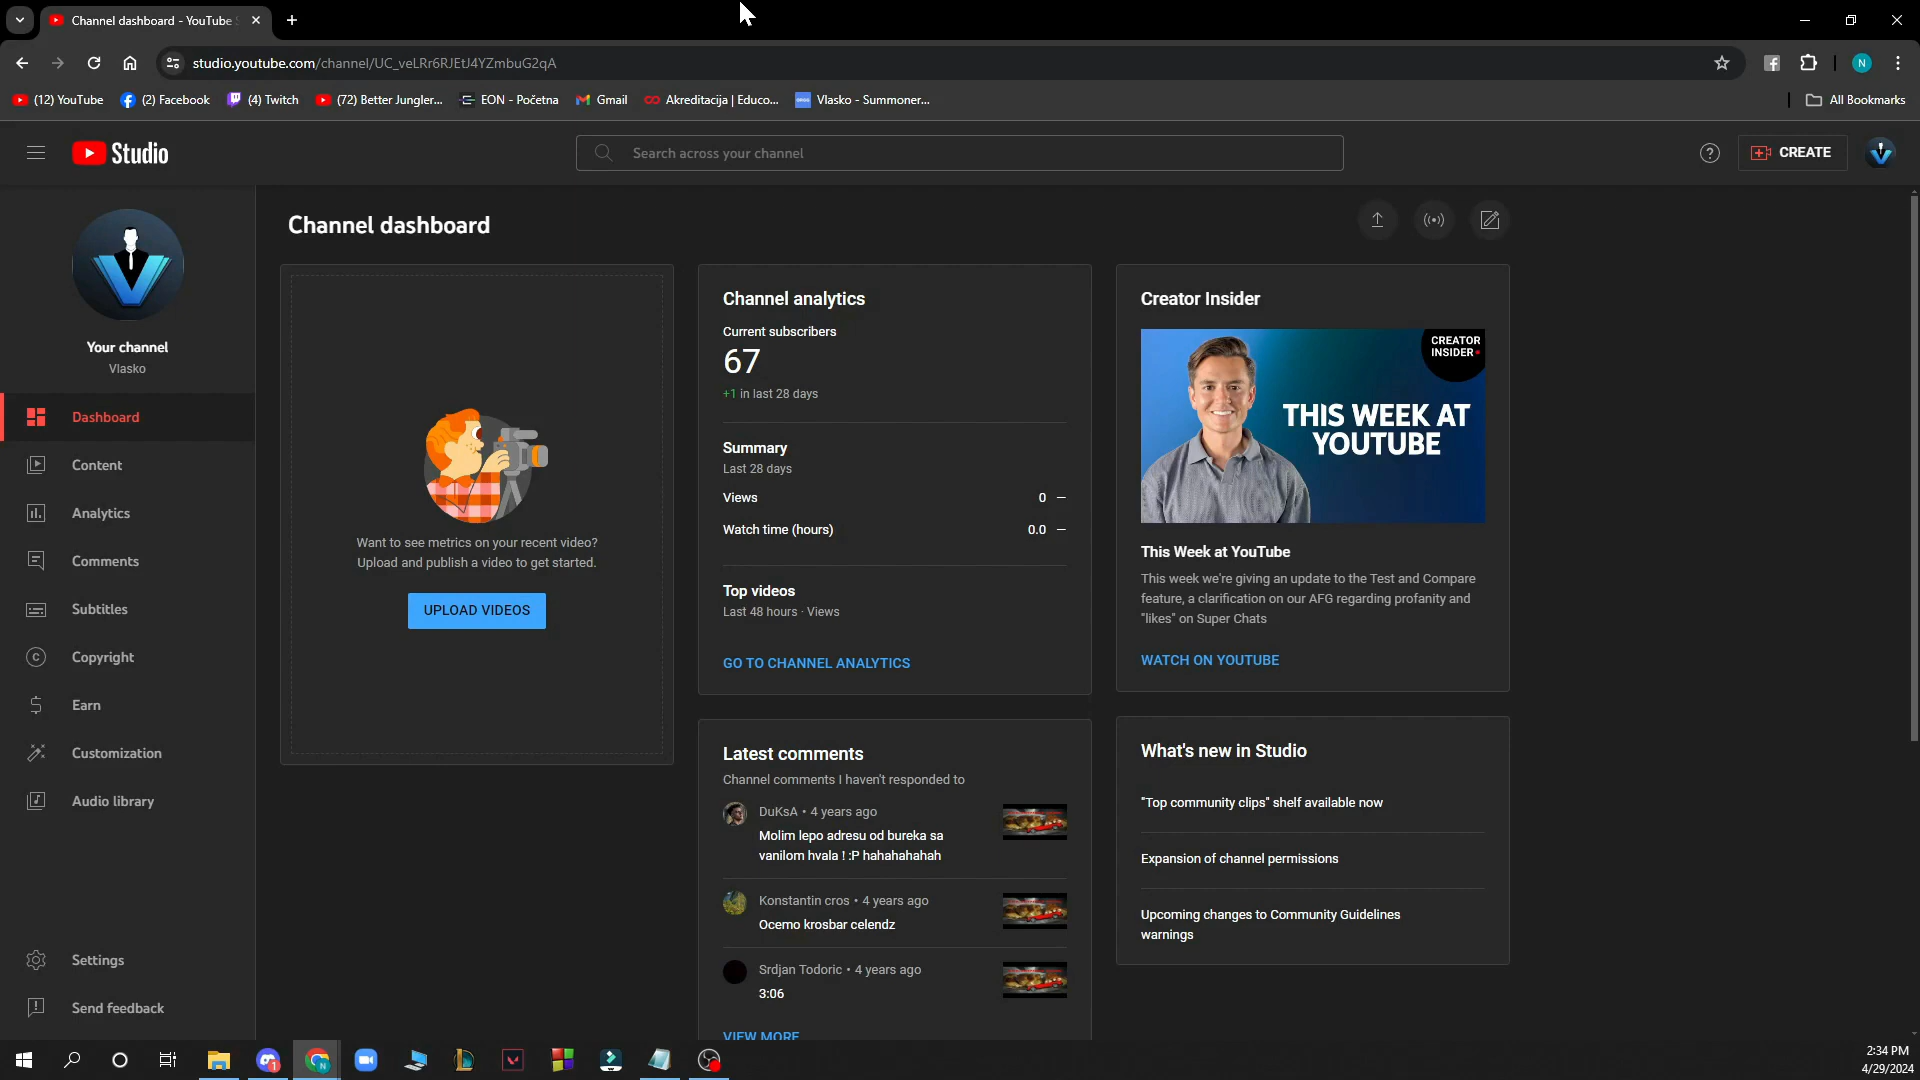 Channel dashboard - YouTube S
studio.youtube.com/channel/UC_veLRr6RJEtJ4YZmbuG2qA
N
(12) YouTube
(2) Facebook
(4) Twitch
(72) Better Jungler...
EON - Početna
Gmail
Akreditacija | Educo...
Vlasko - Summoner...
All Bookmarks
Studio
Search across your channel
CREATE
Your channel
Vlasko
Dashboard
Content
Analytics
Comments
Subtitles
Copyright
Earn
Customization
Audio library
Settings
Send feedback
Channel dashboard
Want to see metrics on your recent video?
Upload and publish a video to get started.
UPLOAD VIDEOS
Channel analytics
Current subscribers
67
+1 in last 28 days
Summary
Last 28 days
Views 0 —
Watch time (hours) 0.0 —
Top videos
Last 48 hours · Views
GO TO CHANNEL ANALYTICS
Latest comments
Channel comments I haven't responded to
DuKsA • 4 years ago
Molim lepo adresu od bureka sa
vanilom hvala ! :P hahahahahah
Konstantin cros • 4 years ago
Ocemo krosbar celendz
Srdjan Todoric • 4 years ago
3:06
VIEW MORE
Creator Insider
CREATOR
INSIDER
THIS WEEK AT
YOUTUBE
This Week at YouTube
This week we're giving an update to the Test and Compare
feature, a clarification on our AFG regarding profanity and
"likes" on Super Chats
WATCH ON YOUTUBE
What's new in Studio
"Top community clips" shelf available now
Expansion of channel permissions
Upcoming changes to Community Guidelines
warnings
2:34 PM
4/29/2024